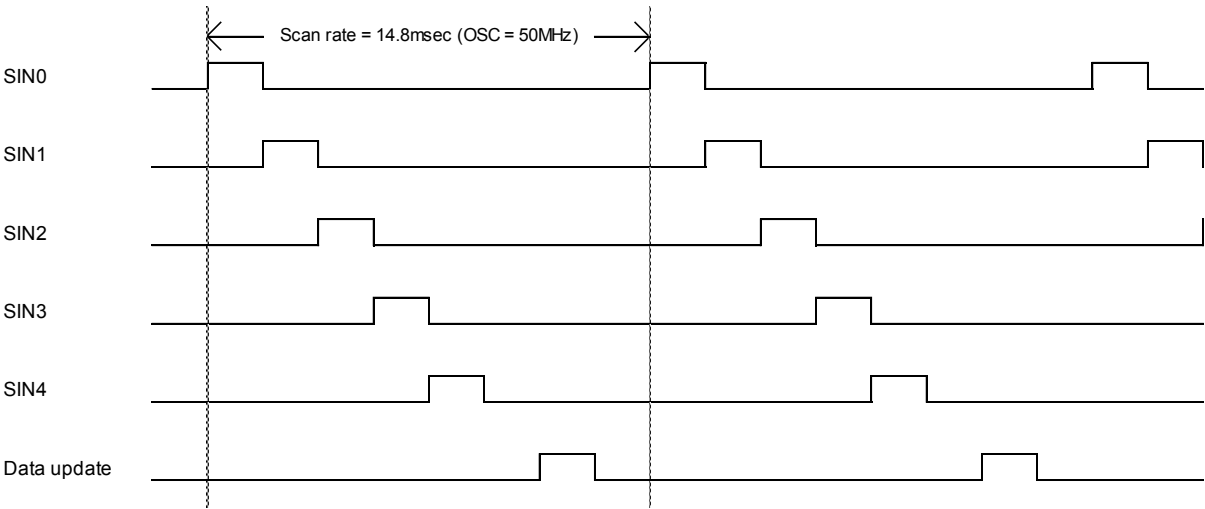 Scan rate = 14.8msec (OSC = 50MHz)
SIN0
SIN1
SIN2
SIN3
SIN4
Data update